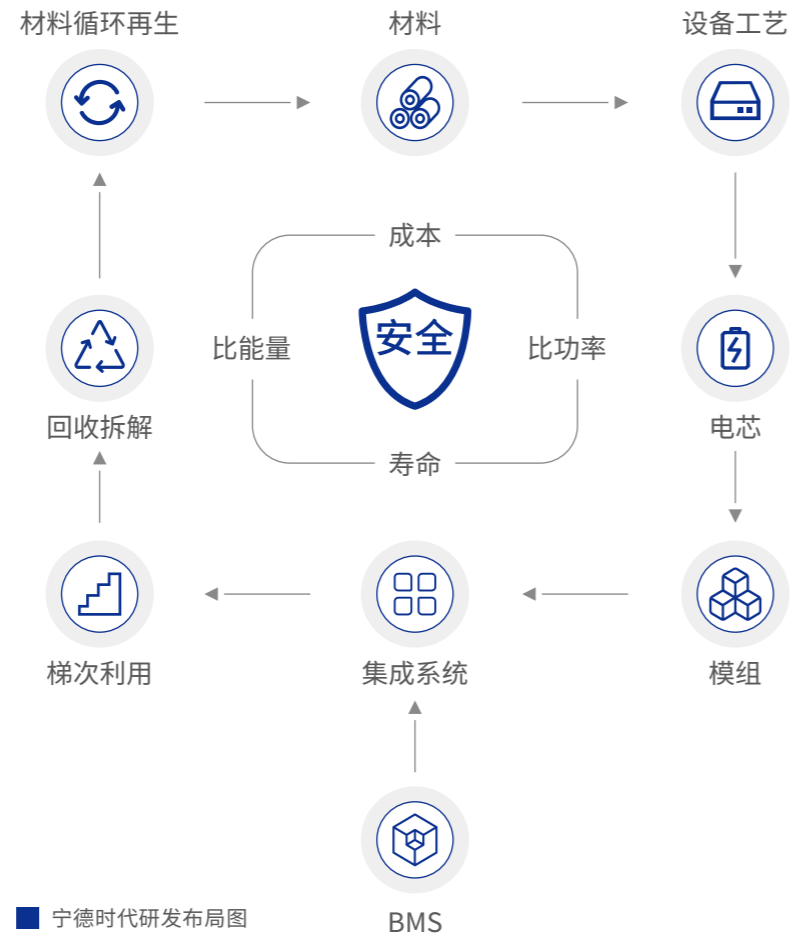 材料循环再生
材料
设备工艺
成本
安全
比能量
比功率
回收拆解
电芯
寿命
梯次利用
集成系统
模组
宁德时代研发布局图
BMS